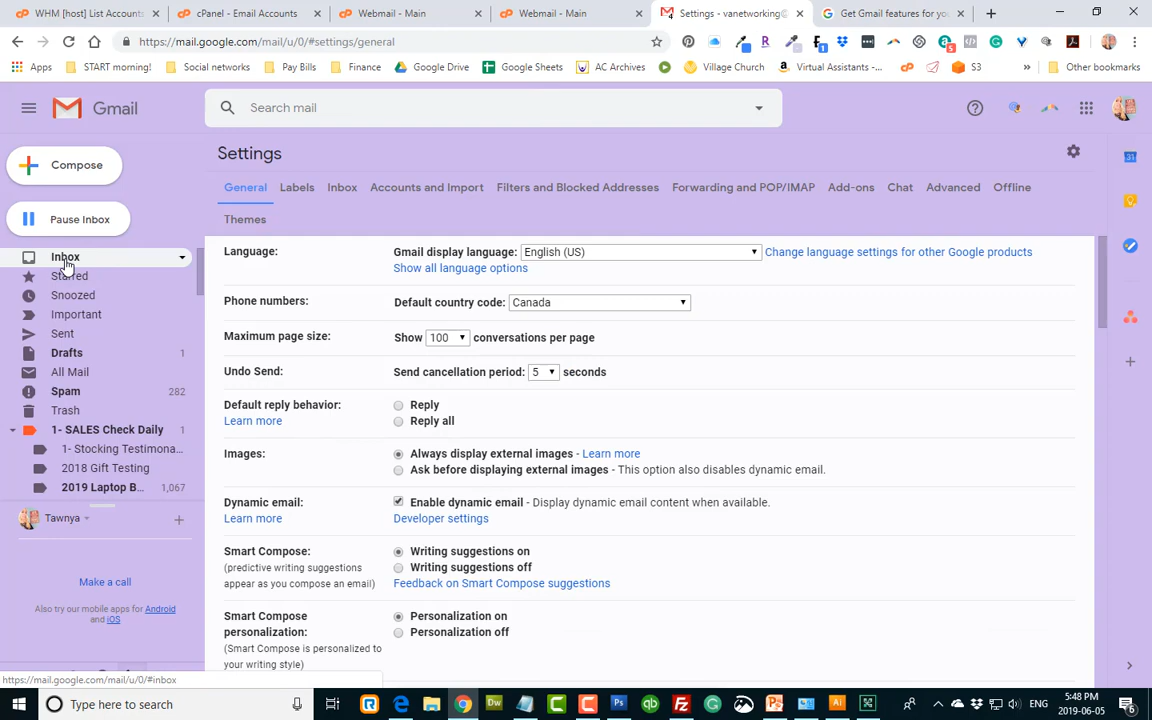 WHM [host] List Accounts
cPanel - Email Accounts
Webmail - Main
Webmail - Main
Settings - vanetworking@
Get Gmail features for yo
https://mail.google.com/mail/u/0/#settings/general
Apps
START morning!
Social networks
Pay Bills
Finance
Google Drive
Google Sheets
AC Archives
Village Church
Virtual Assistants -...
S3
Other bookmarks
Gmail
Search mail
Compose
Settings
General
Labels
Inbox
Accounts and Import
Filters and Blocked Addresses
Forwarding and POP/IMAP
Add-ons
Chat
Advanced
Offline
Pause Inbox
Themes
Inbox
Starred
Snoozed
Important
Sent
Drafts 1
All Mail
Spam 282
Trash
1- SALES Check Daily 1
1- Stocking Testimona...
2018 Gift Testing
2019 Laptop B... 1,067
Tawnya
Make a call
Also try our mobile apps for Android
and iOS
Language: Gmail display language: English (US) Change language settings for other Google products
Show all language options
Phone numbers: Default country code: Canada
Maximum page size: Show 100 conversations per page
Undo Send: Send cancellation period: 5 seconds
Default reply behavior: Reply
Learn more Reply all
Images: Always display external images - Learn more
Ask before displaying external images - This option also disables dynamic email.
Dynamic email: Enable dynamic email - Display dynamic email content when available.
Learn more Developer settings
Smart Compose: Writing suggestions on
(predictive writing suggestions Writing suggestions off
appear as you compose an email) Feedback on Smart Compose suggestions
Smart Compose Personalization on
personalization: Personalization off
(Smart Compose is personalized to
your writing style)
https://mail.google.com/mail/u/0/#inbox
Type here to search
ENG
5:48 PM
2019-06-05